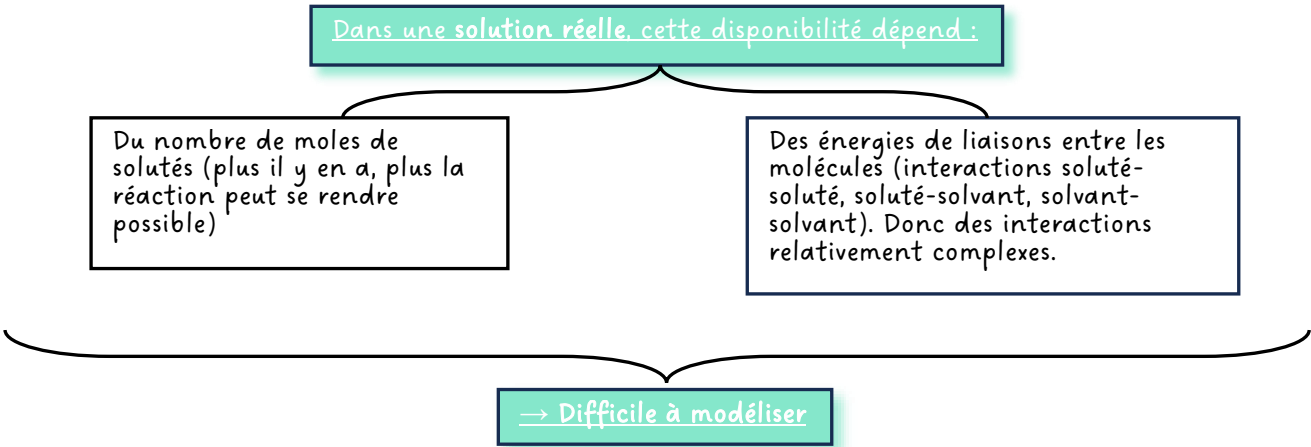 Dans une solution réelle, cette disponibilité dépend :
Du nombre de moles de
solutés (plus il y en a, plus la
réaction peut se rendre
possible)
Des énergies de liaisons entre les
molécules (interactions soluté-
soluté, soluté-solvant, solvant-
solvant). Donc des interactions
relativement complexes.
→ Difficile à modéliser